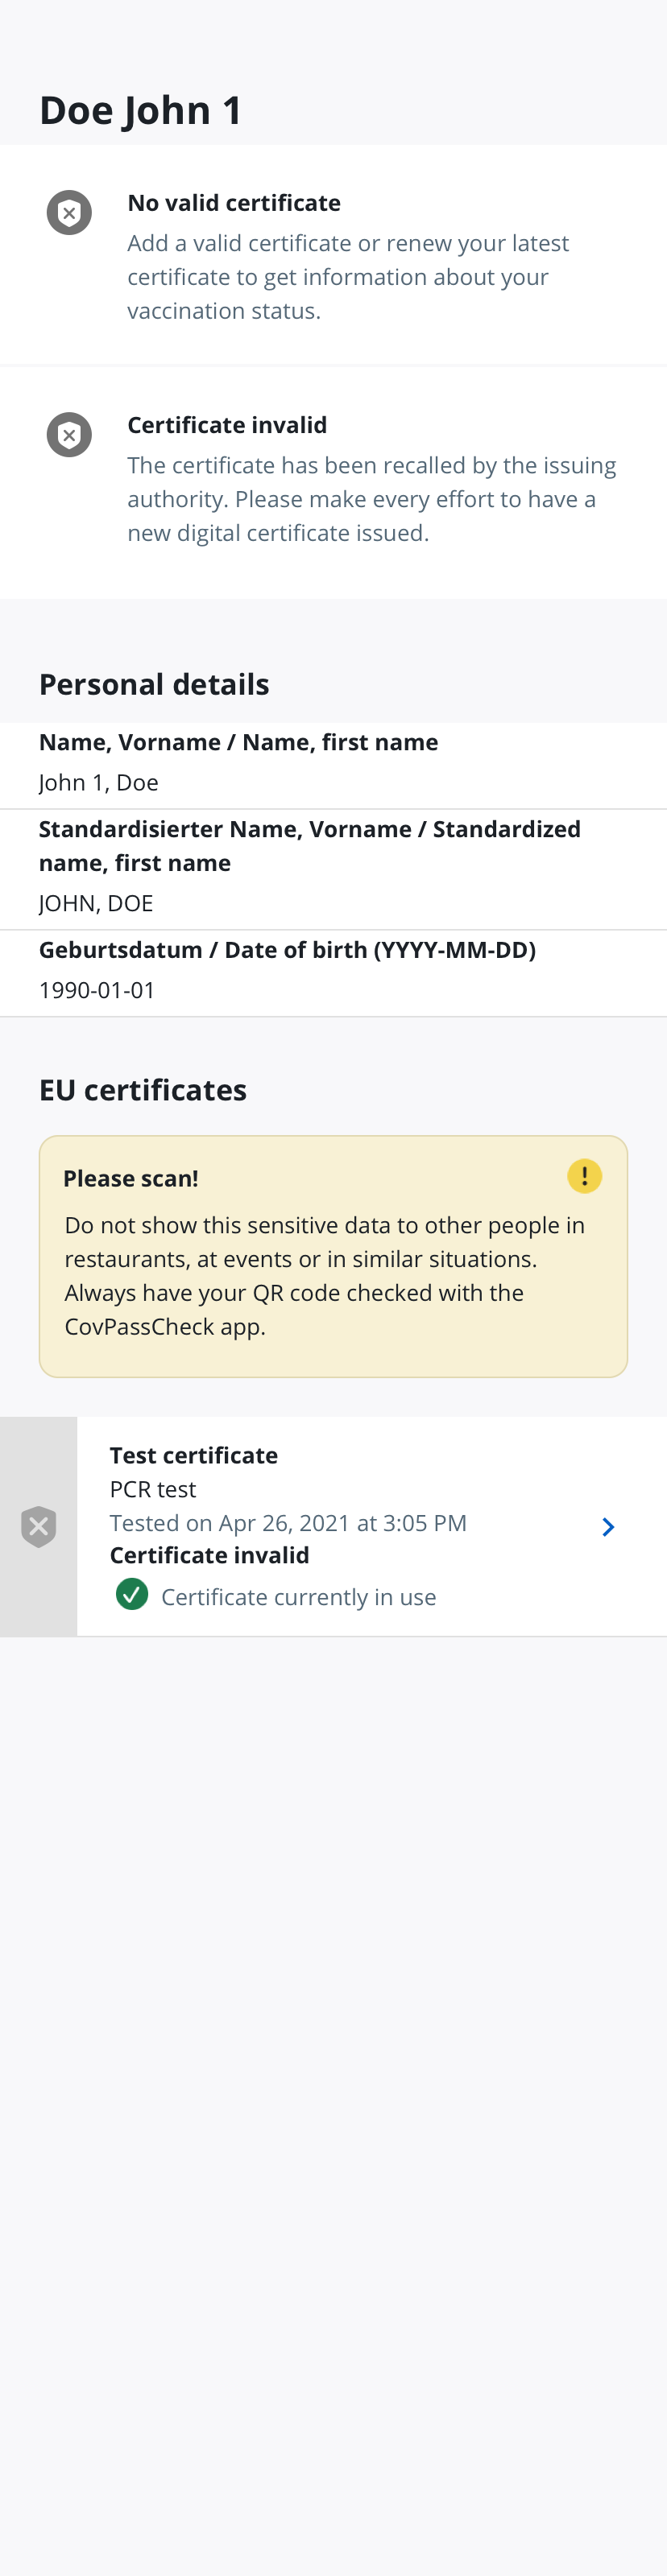 Doe John 1
No valid certificate
Add a valid certificate or renew your latest
certificate to get information about your
vaccination status.
Certificate invalid
The certificate has been recalled by the issuing
authority. Please make every effort to have a
new digital certificate issued.
Personal details
Name, Vorname / Name, first name
John 1, Doe
Standardisierter Name, Vorname / Standardized
name, first name
JOHN, DOE
Geburtsdatum / Date of birth (YYYY-MM-DD)
1990-01-01
EU certificates
Please scan!
Do not show this sensitive data to other people in
restaurants, at events or in similar situations.
Always have your QR code checked with the
CovPassCheck app.
Test certificate
PCR test
Tested on Apr 26, 2021 at 3:05 PM
Certificate invalid
Certificate currently in use